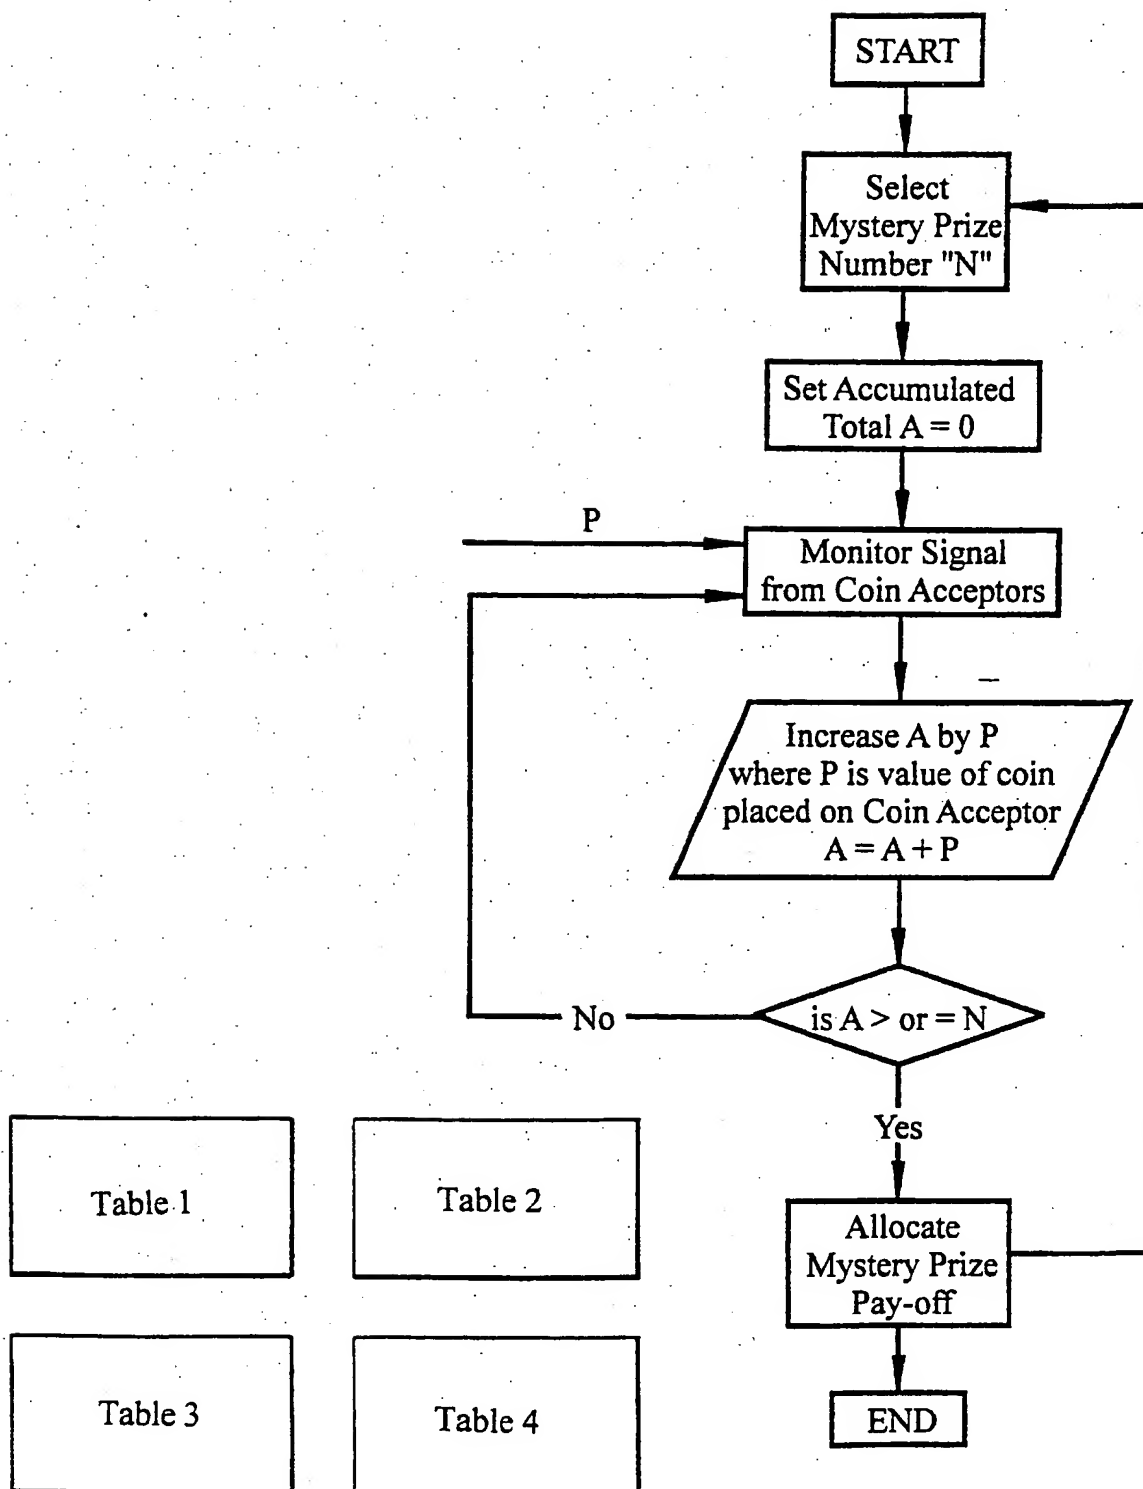 START
Select
Mystery Prize
Number "N"
Set Accumulated
Total A = 0
P
Monitor Signal
from Coin Acceptors
Increase A by P
where P is value of coin
placed on Coin Acceptor
A = A + P
No
is A > or = N
Yes
Table 1
Table 2
Allocate
Mystery Prize
Pay-off
Table 3
Table 4
END